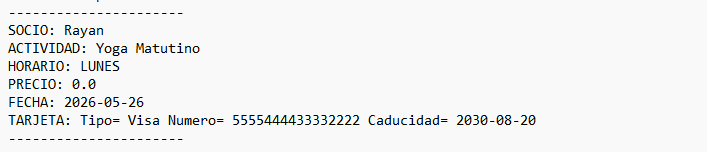 ----------------------
SOCIO: Rayan
ACTIVIDAD: Yoga Matutino
HORARIO: LUNES
PRECIO: 0.0
FECHA: 2026-05-26
TARJETA: Tipo= Visa Numero= 5555444433332222 Caducidad= 2030-08-20
----------------------